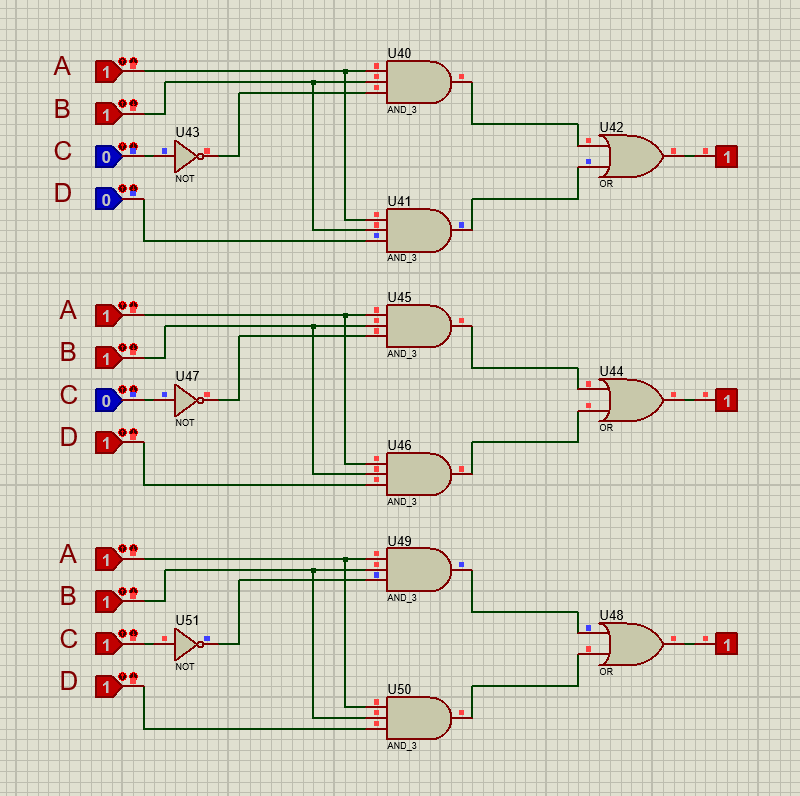 U40
A 1
AND_3
B 1
U43
U42
C 0
1
NOT
OR
D 0
U41
AND_3
U45
A 1
B 1
AND_3
U47
U44
C 0
1
NOT
OR
D 1
U46
AND_3
U49
A 1
B 1
AND_3
U51
U48
C 1
1
NOT
OR
D 1
U50
AND_3